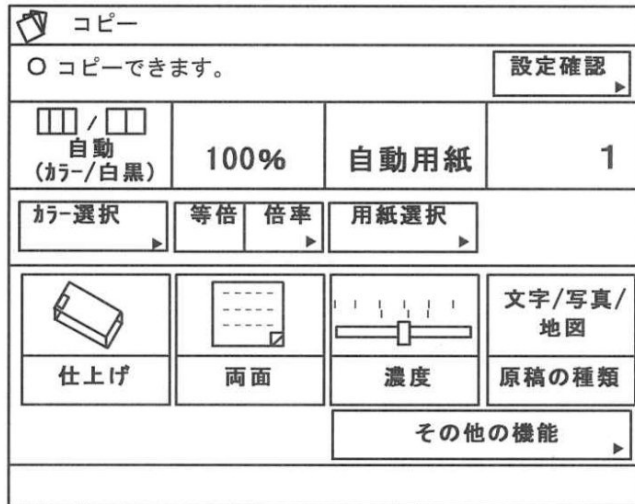 コピー
コピーできます。
設定確認
自動
(カラー/白黒)
100%
自動用紙
1
カラー選択
等倍
倍率
用紙選択
文字/写真/
地図
仕上げ
両面
濃度
原稿の種類
その他の機能